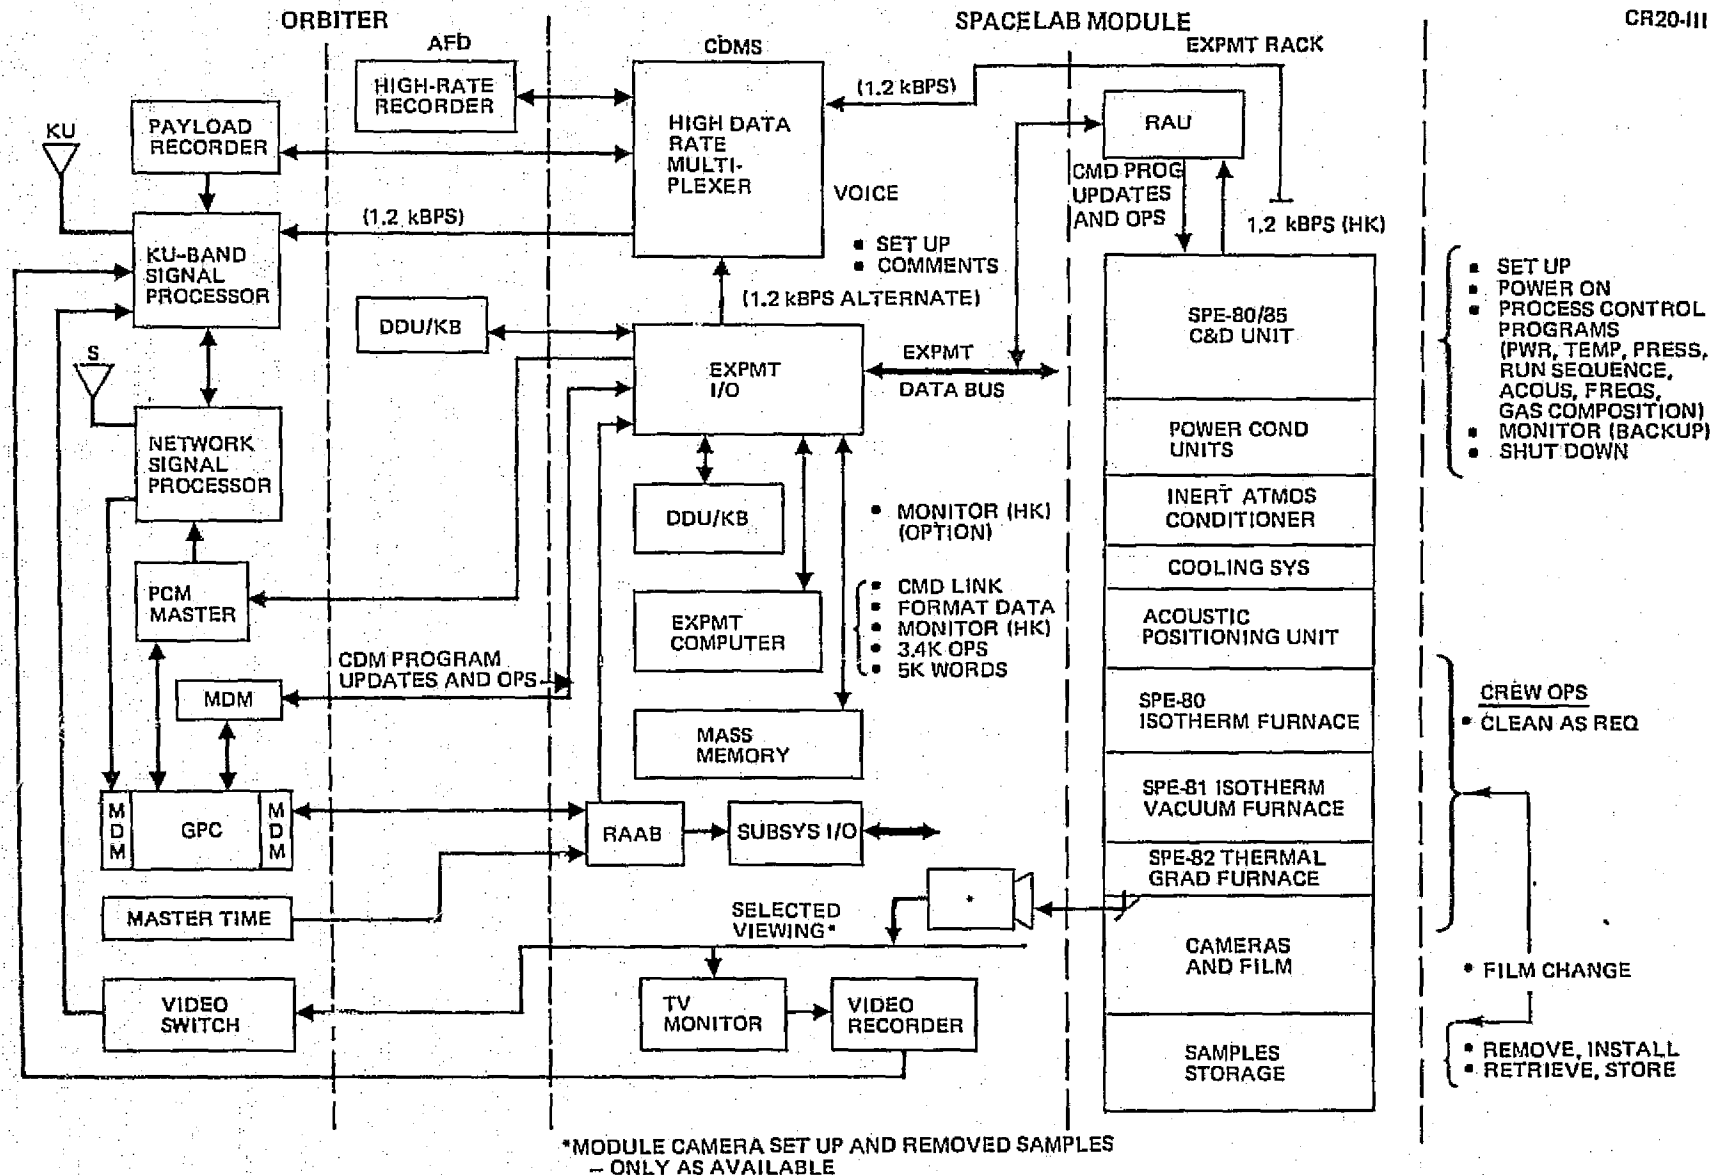 ORBITER
SPACELAB MODULE
CR20-III
AFD
CDMS
EXPMT RACK
HIGH-RATE
RECORDER
(1.2 kBPS)
PAYLOAD
RECORDER
KU
HIGH DATA
RATE
MULTI-
PLEXER
RAU
CMD PROG
UPDATES
AND OPS
VOICE
• SET UP
• COMMENTS
(1.2 kBPS)
1.2 kBPS (HK)
KU-BAND
SIGNAL
PROCESSOR
(1.2 kBPS ALTERNATE)
DDU/KB
EXPMT
I/O
EXPMT
DATA BUS
SPE-80/85
C&D UNIT
• SET UP
• POWER ON
• PROCESS CONTROL
PROGRAMS
(PWR, TEMP, PRESS,
RUN SEQUENCE,
ACOUS, FREQS,
GAS COMPOSITION)
• MONITOR (BACKUP)
• SHUT DOWN
S
NETWORK
SIGNAL
PROCESSOR
POWER COND
UNITS
DDU/KB
• MONITOR (HK)
(OPTION)
INERT ATMOS
CONDITIONER
COOLING SYS
PCM
MASTER
EXPMT
COMPUTER
• CMD LINK
• FORMAT DATA
• MONITOR (HK)
• 3.4K OPS
• 5K WORDS
ACOUSTIC
POSITIONING UNIT
CDM PROGRAM
UPDATES AND OPS
MDM
MASS
MEMORY
SPE-80
ISOTHERM FURNACE
CREW OPS
• CLEAN AS REQ
SPE-81 ISOTHERM
VACUUM FURNACE
MDM
GPC
MDM
RAAB
SUBSYS I/O
SPE-82 THERMAL
GRAD FURNACE
MASTER TIME
SELECTED
VIEWING*
*
CAMERAS
AND FILM
• FILM CHANGE
VIDEO
SWITCH
TV
MONITOR
VIDEO
RECORDER
SAMPLES
STORAGE
• REMOVE, INSTALL
• RETRIEVE, STORE
*MODULE CAMERA SET UP AND REMOVED SAMPLES
– ONLY AS AVAILABLE